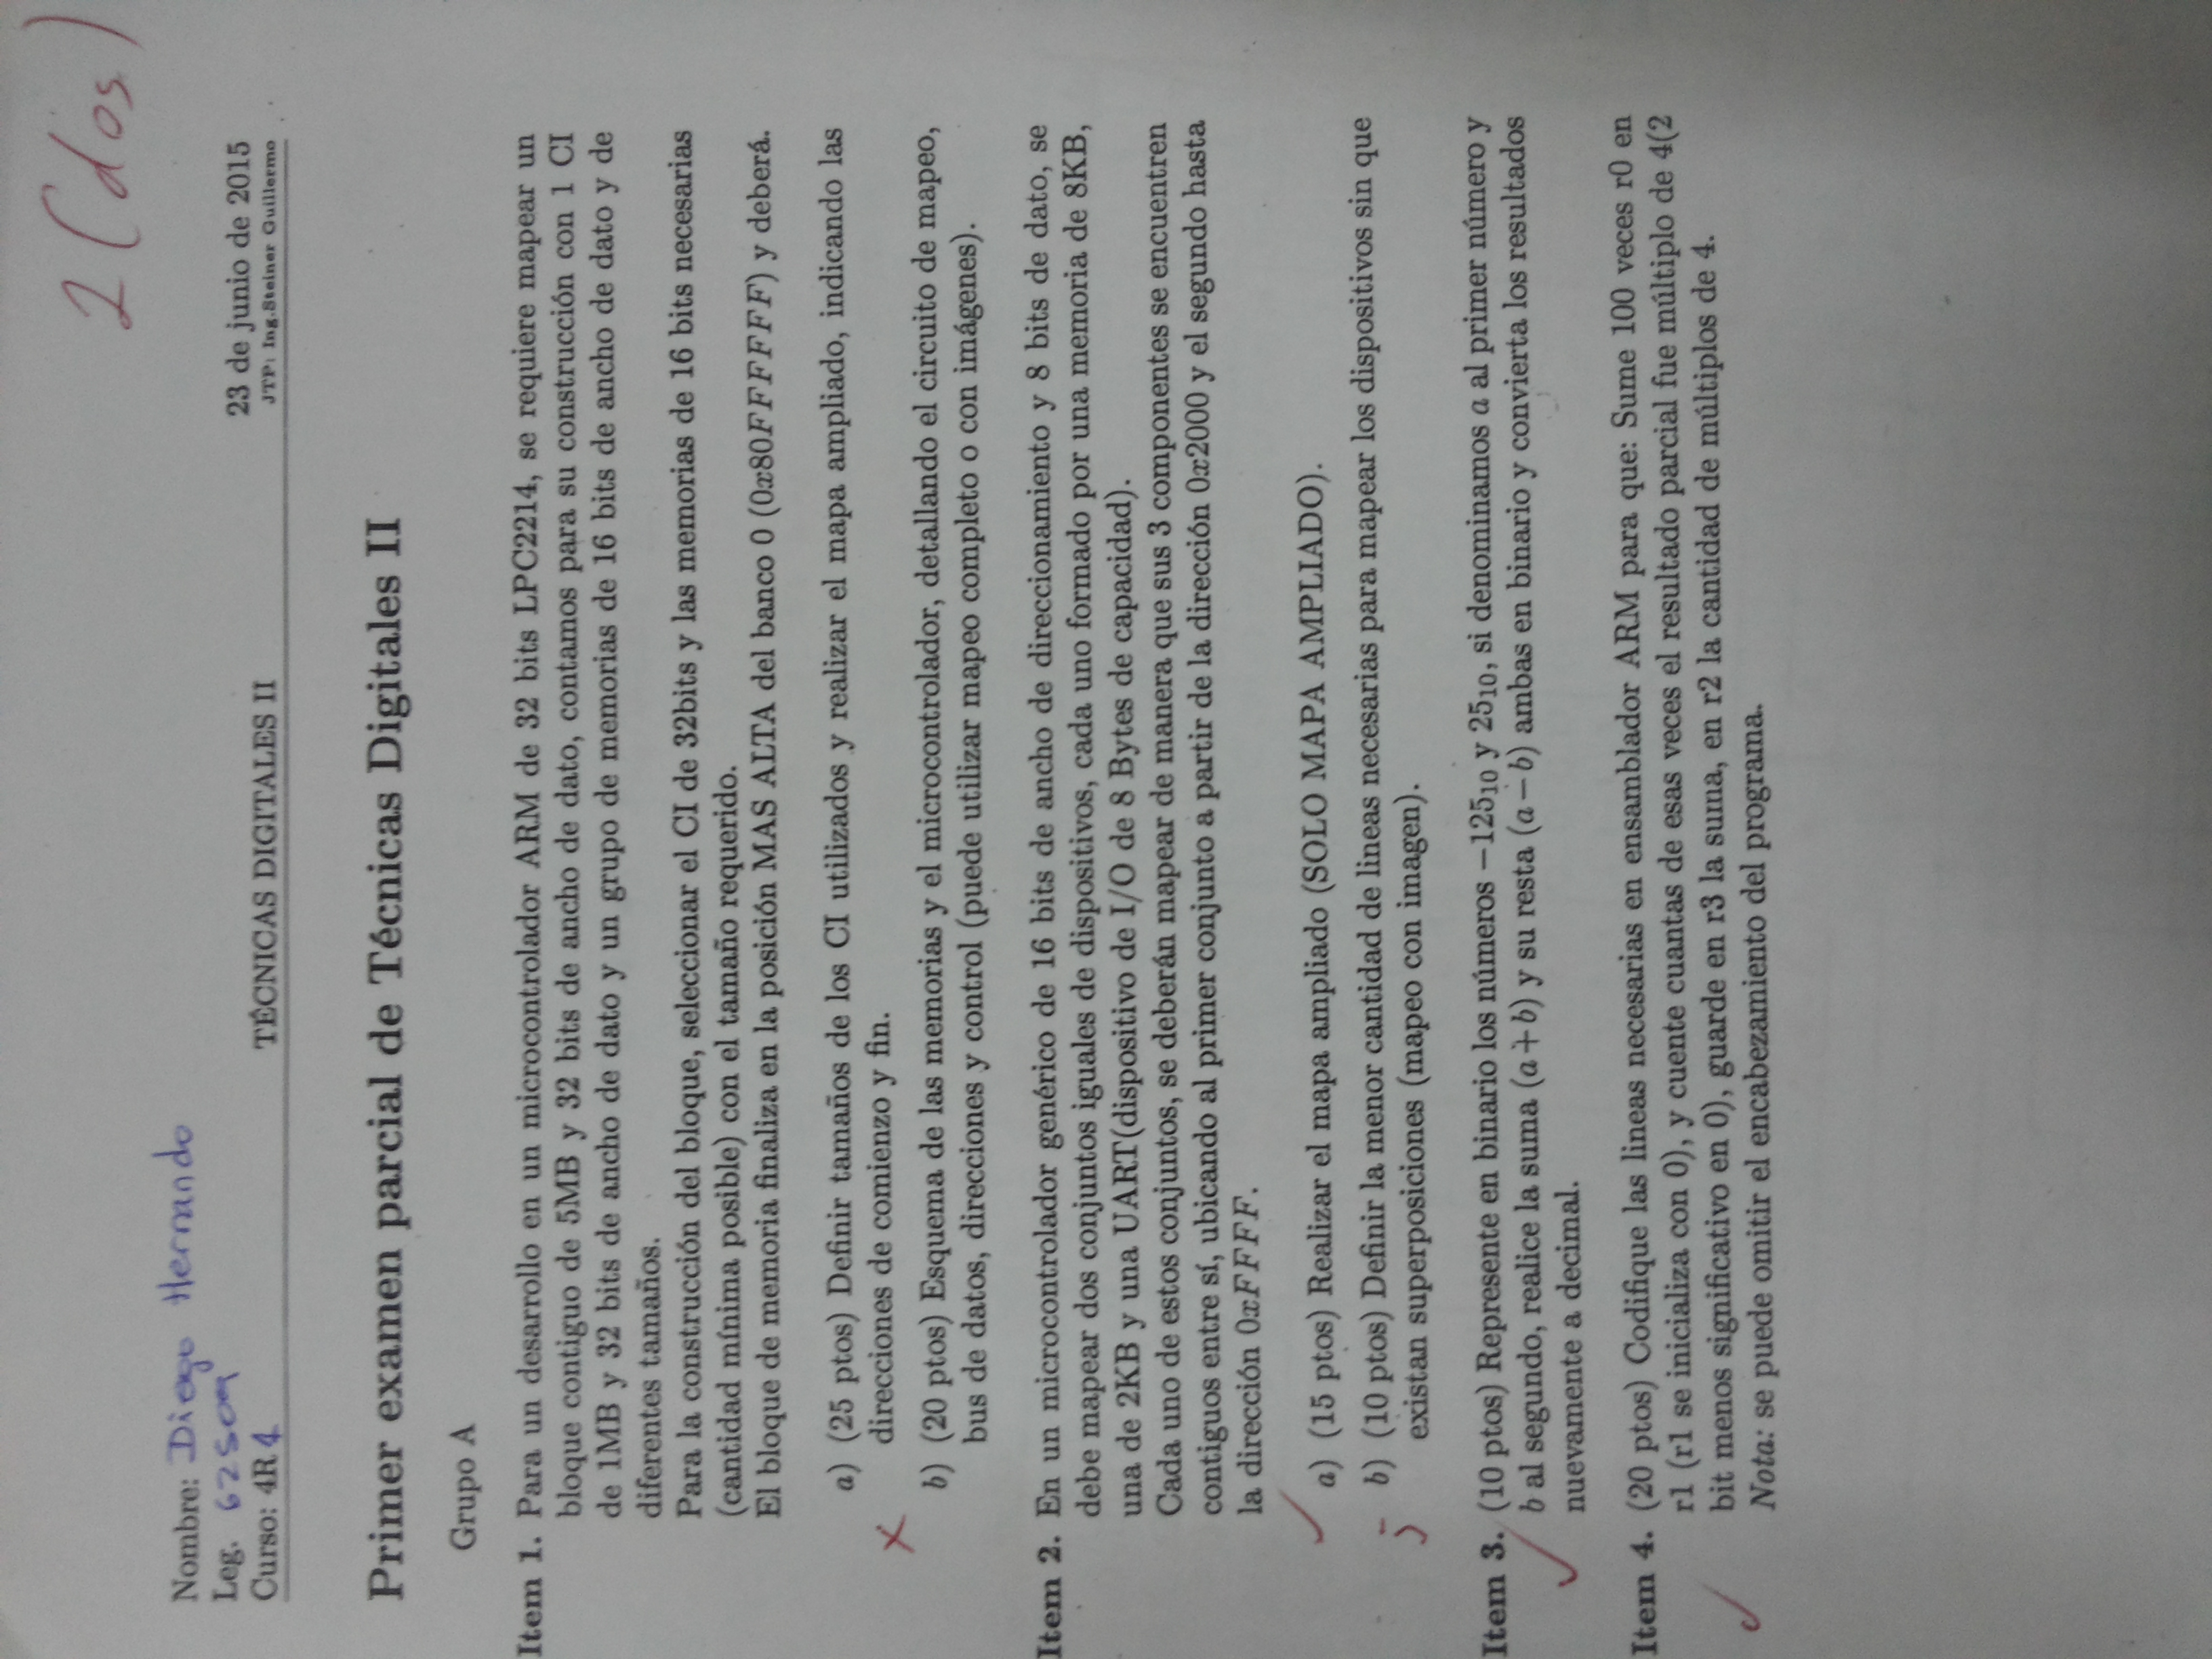 2 (dos)
Nombre: Diego Hernando
Leg. 62509
Curso: 4R1
TÉCNICAS DIGITALES II
23 de junio de 2015
JTP: Ing.Steiner Guillermo
Primer examen parcial de Técnicas Digitales II
Grupo A
Item 1. Para un desarrollo en un microcontrolador ARM de 32 bits LPC2214, se requiere mapear un
bloque contiguo de 5MB y 32 bits de ancho de dato, contamos para su construcción con 1 CI
de 1MB y 32 bits de ancho de dato y un grupo de memorias de 16 bits de ancho de dato y de
diferentes tamaños.
Para la construcción del bloque, seleccionar el CI de 32bits y las memorias de 16 bits necesarias
(cantidad mínima posible) con el tamaño requerido.
El bloque de memoria finaliza en la posición MAS ALTA del banco 0 (0x80FFFFFF) y deberá.
a) (25 ptos) Definir tamaños de los CI utilizados y realizar el mapa ampliado, indicando las
direcciones de comienzo y fin.
b) (20 ptos) Esquema de las memorias y el microcontrolador, detallando el circuito de mapeo,
bus de datos, direcciones y control (puede utilizar mapeo completo o con imágenes).
Item 2. En un microcontrolador genérico de 16 bits de ancho de direccionamiento y 8 bits de dato, se
debe mapear dos conjuntos iguales de dispositivos, cada uno formado por una memoria de 8KB,
una de 2KB y una UART(dispositivo de I/O de 8 Bytes de capacidad).
Cada uno de estos conjuntos, se deberán mapear de manera que sus 3 componentes se encuentren
contiguos entre sí, ubicando al primer conjunto a partir de la dirección 0x2000 y el segundo hasta
la dirección 0xFFFF.
a) (15 ptos) Realizar el mapa ampliado (SOLO MAPA AMPLIADO).
5 b) (10 ptos) Definir la menor cantidad de lineas necesarias para mapear los dispositivos sin que
existan superposiciones (mapeo con imagen).
Item 3. (10 ptos) Represente en binario los números −125₁₀ y 25₁₀, si denominamos a al primer número y
b al segundo, realice la suma (a + b) y su resta (a − b) ambas en binario y convierta los resultados
nuevamente a decimal.
Item 4. (20 ptos) Codifique las lineas necesarias en ensamblador ARM para que: Sume 100 veces r0 en
r1 (r1 se inicializa con 0), y cuente cuantas de esas veces el resultado parcial fue múltiplo de 4(2
bit menos significativo en 0), guarde en r3 la suma, en r2 la cantidad de múltiplos de 4.
Nota: se puede omitir el encabezamiento del programa.